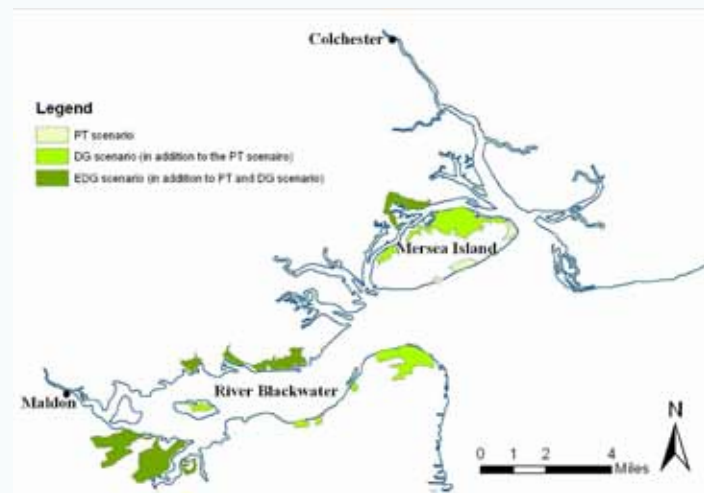 Colchester
Legend
PT scenario
DG scenario (in addition to the PT scenairo)
EDG scenario (in addition to PT and DG scenario)
Mersea Island
River Blackwater
Maldon
N
0 1 2 4
Miles